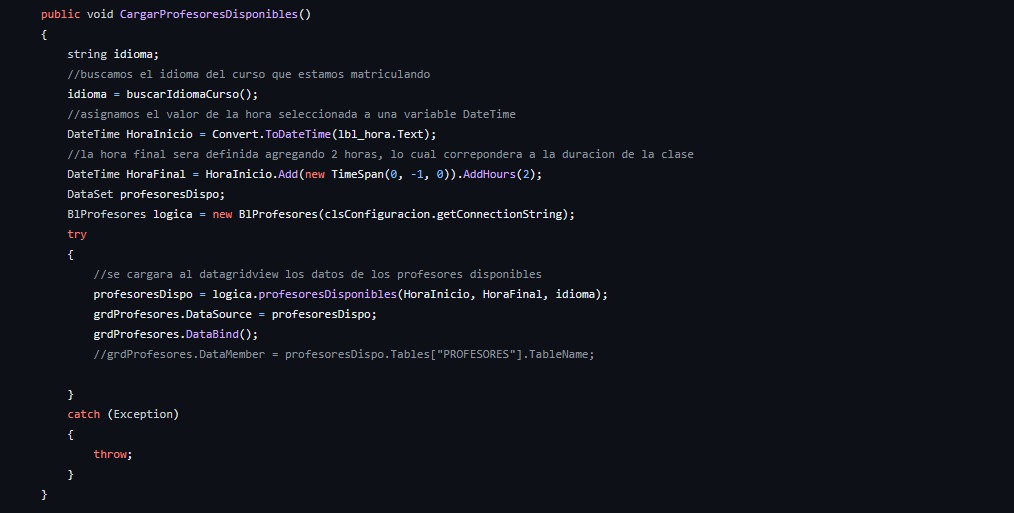 public void CargarProfesoresDisponibles()
{
string idioma;
//buscamos el idioma del curso que estamos matriculando
idioma = buscarIdiomaCurso();
//asignamos el valor de la hora seleccionada a una variable DateTime
DateTime HoraInicio = Convert.ToDateTime(lbl_hora.Text);
//la hora final sera definida agregando 2 horas, lo cual correpondera a la duracion de la clase
DateTime HoraFinal = HoraInicio.Add(new TimeSpan(0, -1, 0)).AddHours(2);
DataSet profesoresDispo;
BlProfesores logica = new BlProfesores(clsConfiguracion.getConnectionString);
try
{
//se cargara al datagridview los datos de los profesores disponibles
profesoresDispo = logica.profesoresDisponibles(HoraInicio, HoraFinal, idioma);
grdProfesores.DataSource = profesoresDispo;
grdProfesores.DataBind();
//grdProfesores.DataMember = profesoresDispo.Tables["PROFESORES"].TableName;
}
catch (Exception)
{
throw;
}
}